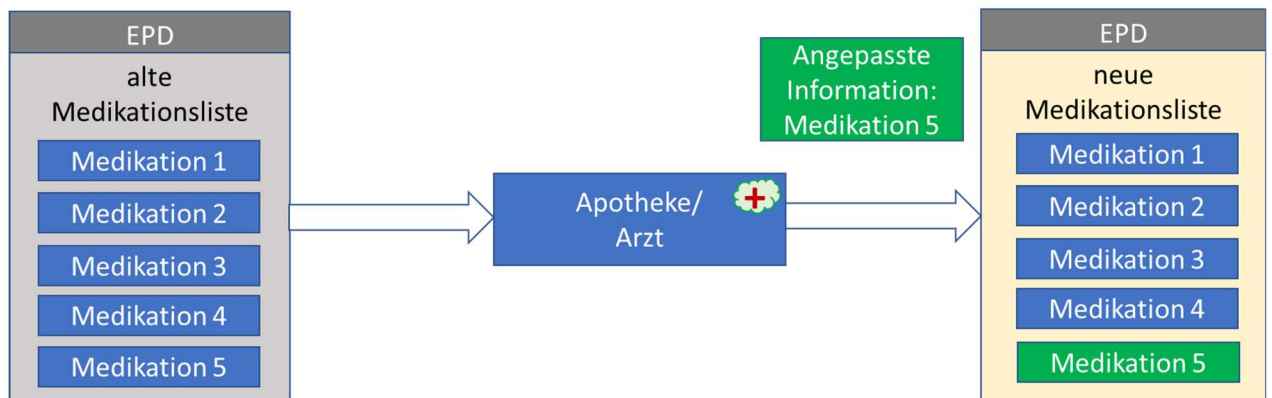 EPD
alte
Medikationsliste
Medikation 1
Medikation 2
Medikation 3
Medikation 4
Medikation 5
Apotheke/
Arzt
Angepasste
Information:
Medikation 5
EPD
neue
Medikationsliste
Medikation 1
Medikation 2
Medikation 3
Medikation 4
Medikation 5